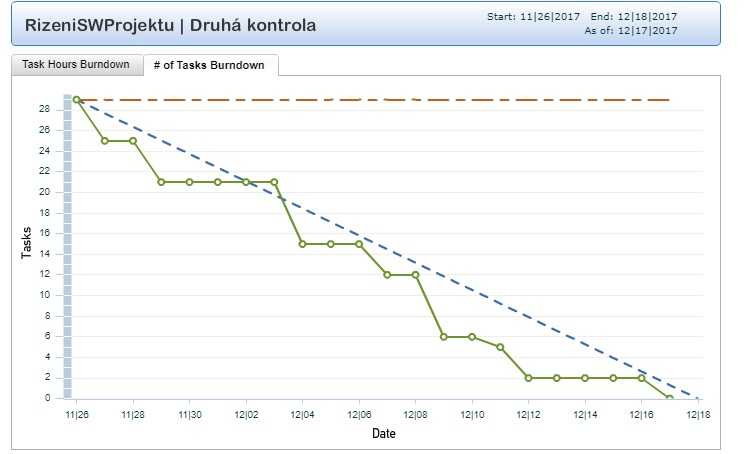 RizeniSWProjektu | Druhá kontrola
Start: 11|26|2017 End: 12|18|2017
As of: 12|17|2017
Task Hours Burndown
# of Tasks Burndown
28
26
24
22
20
18
16
14
12
10
8
6
4
2
0
Tasks
11|26 11|28 11|30 12|02 12|04 12|06 12|08 12|10 12|12 12|14 12|16 12|18
Date